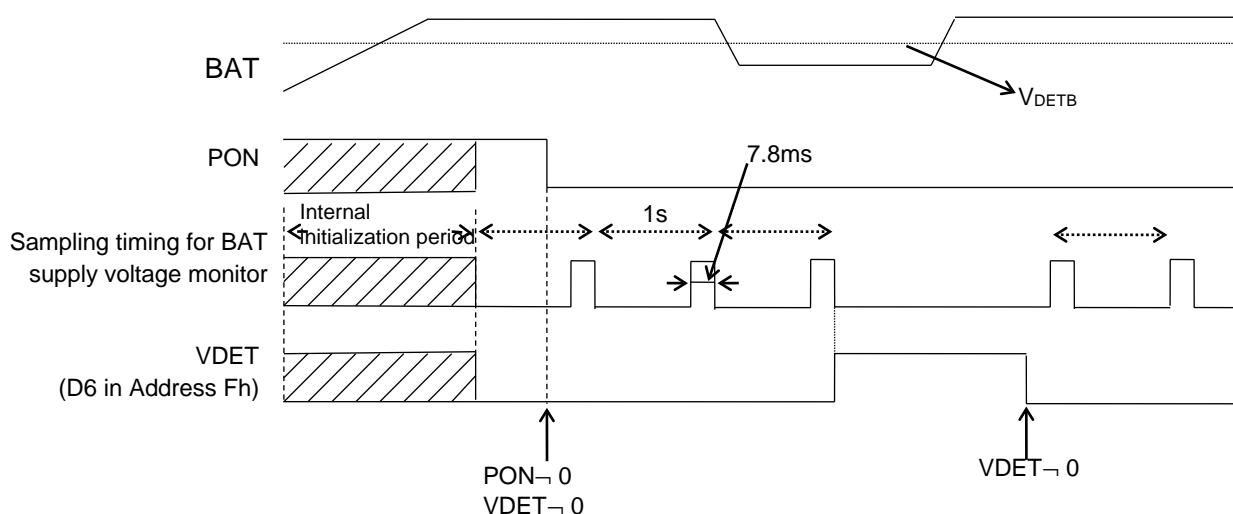 BAT
VDETB
PON
7.8ms
Internal
Initialization period
1s
Sampling timing for BAT
supply voltage monitor
VDET
(D6 in Address Fh)
PON¬ 0
VDET¬ 0
VDET¬ 0